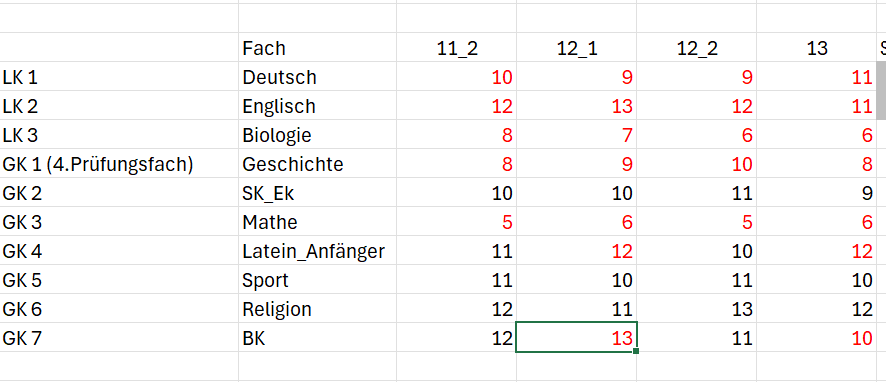 Fach 11_2 12_1 12_2 13
LK 1 Deutsch 10 9 9 11
LK 2 Englisch 12 13 12 11
LK 3 Biologie 8 7 6 6
GK 1 (4.Prüfungsfach) Geschichte 8 9 10 8
GK 2 SK_Ek 10 10 11 9
GK 3 Mathe 5 6 5 6
GK 4 Latein_Anfänger 11 12 10 12
GK 5 Sport 11 10 11 10
GK 6 Religion 12 11 13 12
GK 7 BK 12 13 11 10